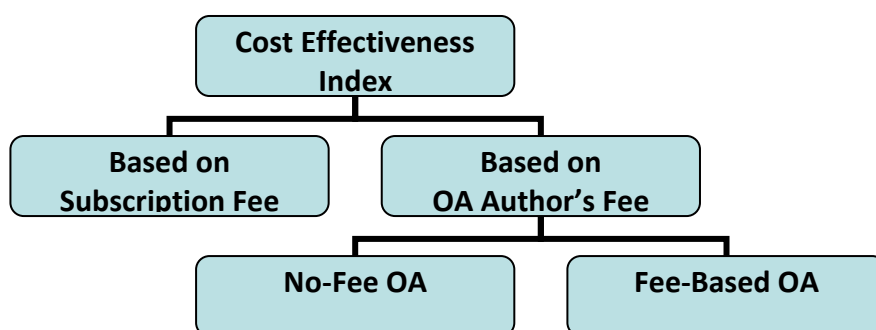 Cost Effectiveness
Index
Based on
Subscription Fee
Based on
OA Author’s Fee
No-Fee OA
Fee-Based OA